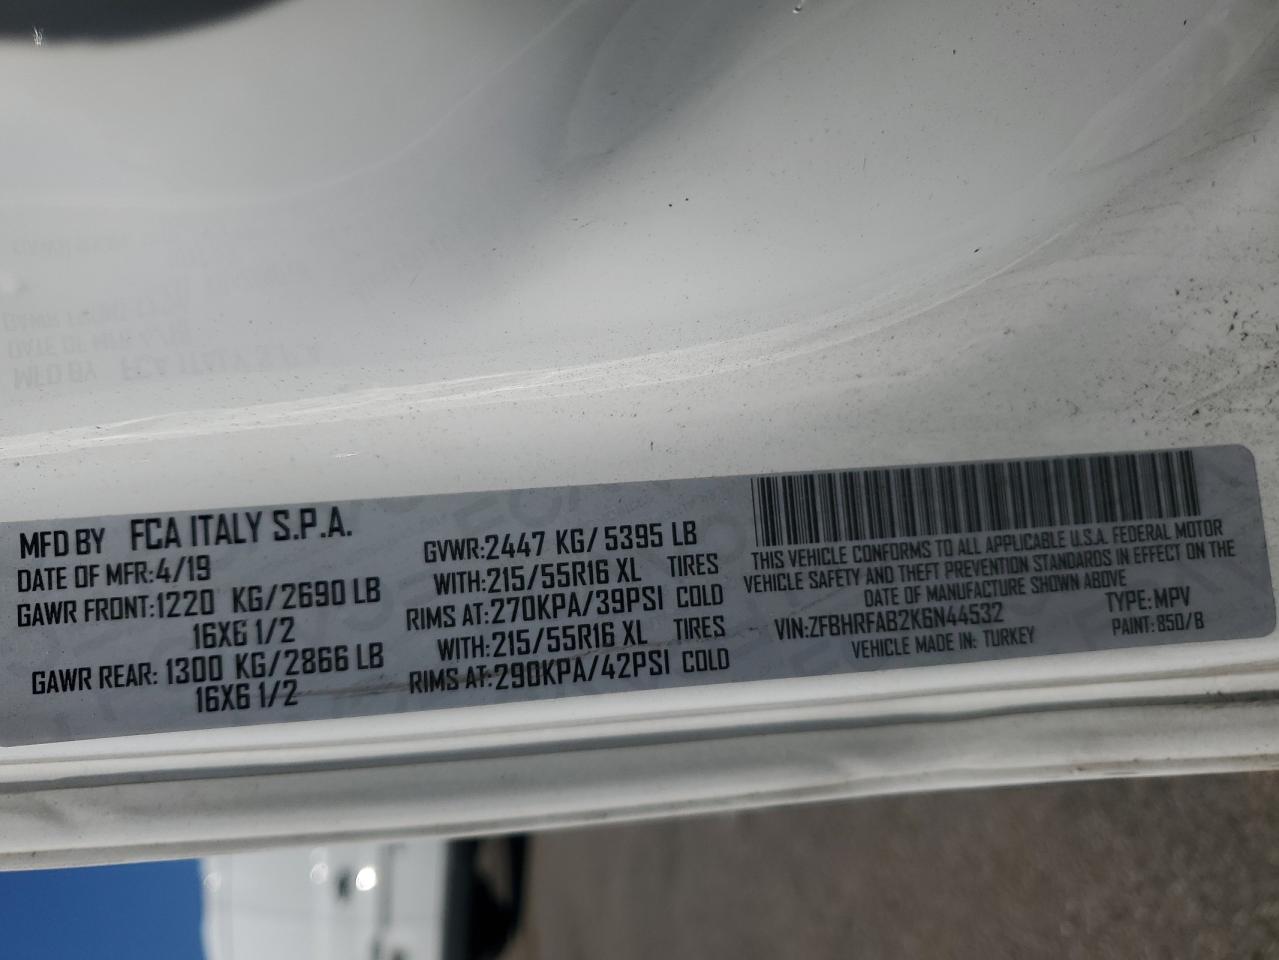 MFD BY FCA ITALY S.P.A.
DATE OF MFR:4/19
GAWR FRONT:1220 KG/2690 LB
16X6 1/2
GAWR REAR: 1300 KG/2866 LB
16X6 1/2
GVWR:2447 KG/5395 LB
WITH:215/55R16 XL TIRES
RIMS AT:270KPA/39PSI COLD
WITH:215/55R16 XL TIRES
RIMS AT:290KPA/42PSI COLD
THIS VEHICLE CONFORMS TO ALL APPLICABLE U.S.A. FEDERAL MOTOR
VEHICLE SAFETY AND THEFT PREVENTION STANDARDS IN EFFECT ON THE
DATE OF MANUFACTURE SHOWN ABOVE
VIN:ZFBHRFAB2K6N44532 TYPE:MPV
VEHICLE MADE IN: TURKEY PAINT:850/B